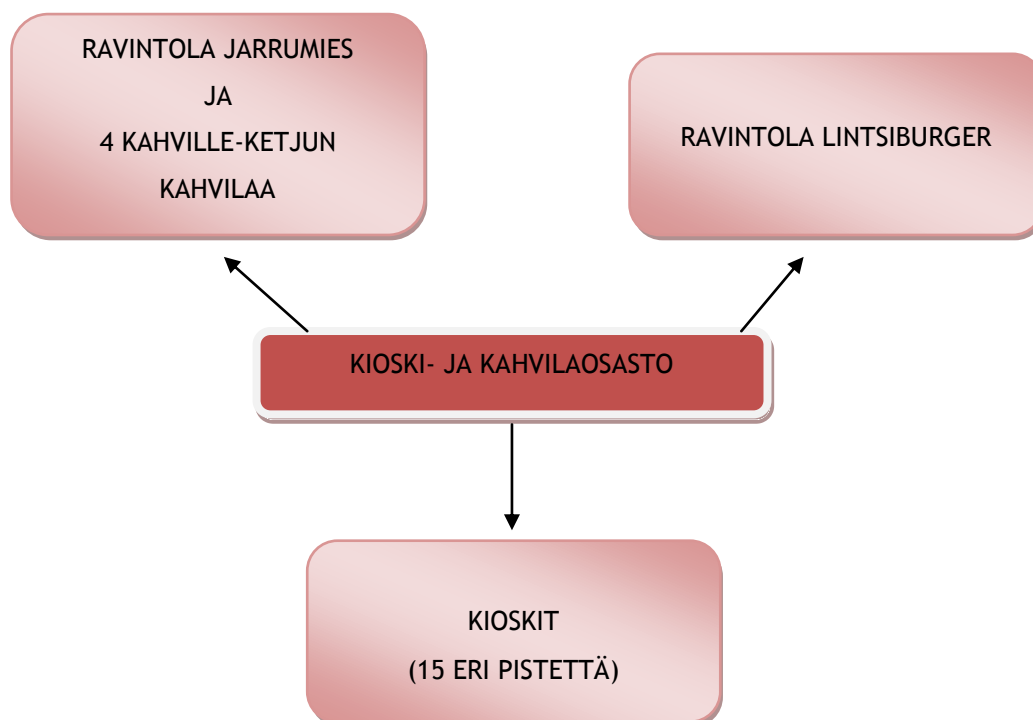 RAVINTOLA JARRUMIES
JA
4 KAHVILLE-KETJUN
KAHVILAA
RAVINTOLA LINTSIBURGER
KIOSKI- JA KAHVILAOSASTO
KIOSKIT
(15 ERI PISTETTÄ)